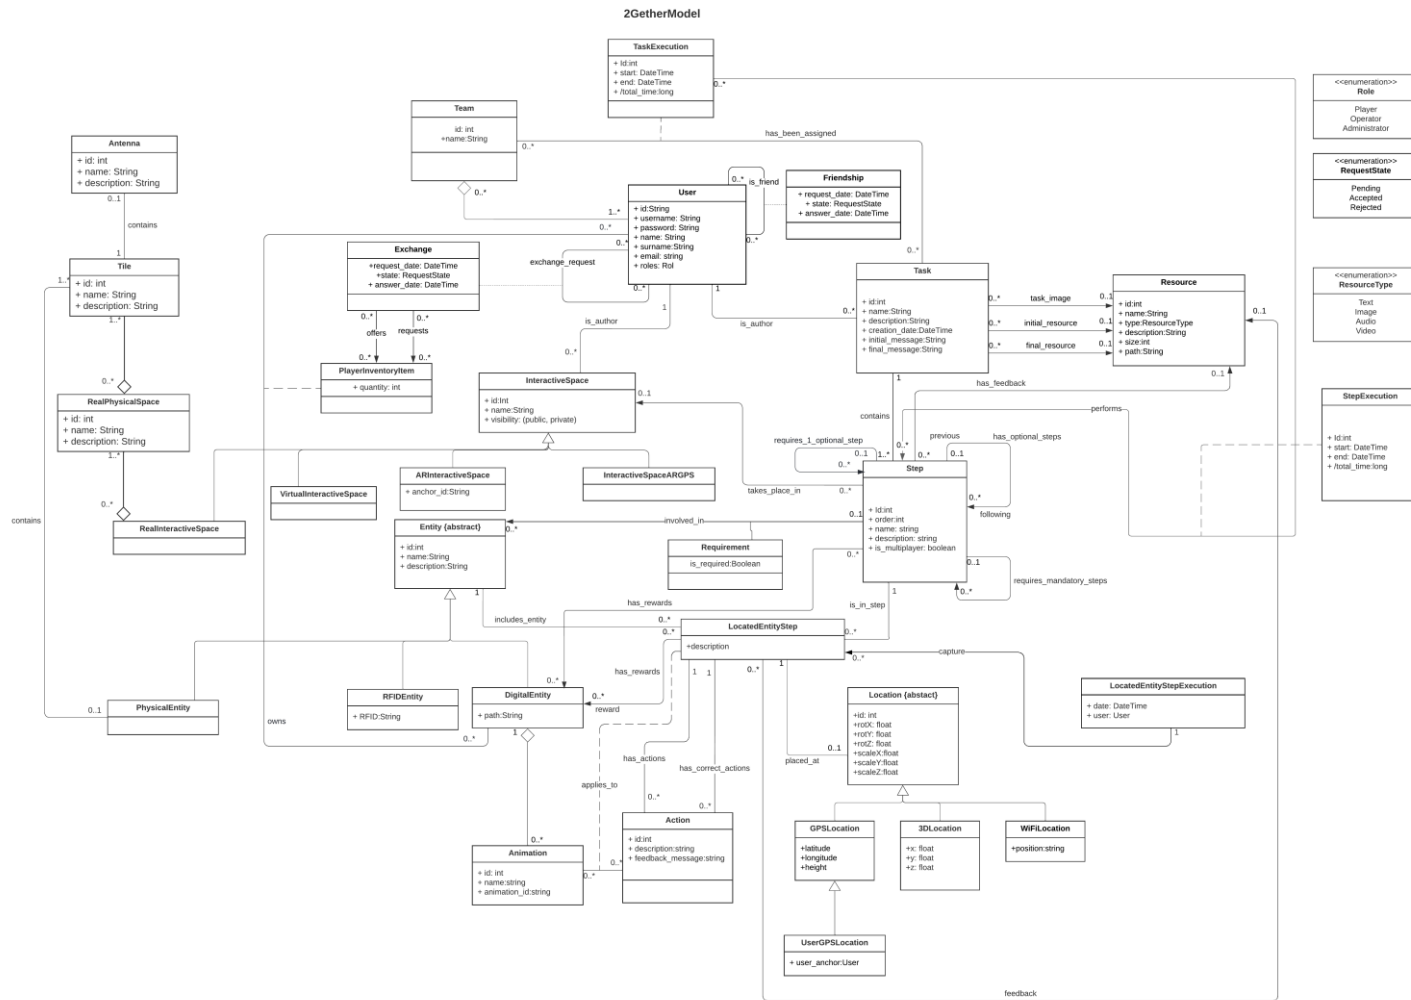 2GetherModel
TaskExecution
+ Id:int
+ start: DateTime
+ end: DateTime
+ /total_time:long
0..*
<<enumeration>>
Role
Player
Operator
Administrator
Team
id: int
+name:String
0..*
has_been_assigned
0..*
Antenna
+ id: int
+ name: String
+ description: String
0..1
contains
1
<<enumeration>>
RequestState
Pending
Accepted
Rejected
User
+ id:String
+ username: String
+ password: String
+ name: String
+ surname:String
+ email: string
+ roles: Rol
0..*
is_friend
0..*
1..*
0..*
0..*
0..*
1
1
Friendship
+ request_date: DateTime
+ state: RequestState
+ answer_date: DateTime
Exchange
+request_date: DateTime
+state: RequestState
+ answer_date: DateTime
exchange_request
0..*
0..*
offers
requests
0..*
0..*
Tile
+ id: int
+ name: String
+ description: String
1..*
1..*
0..*
0..*
Task
+ id:int
+ name:String
+ description:String
+ creation_date:DateTime
+ initial_message:String
+ final_message:String
0..*
is_author
is_author
0..*
0..*
task_image
0..1
0..*
initial_resource
0..1
0..*
final_resource
0..1
Resource
+ id:int
+ name:String
+ type:ResourceType
+ description:String
+ size:int
+ path:String
0..1
0..1
<<enumeration>>
ResourceType
Text
Image
Audio
Video
PlayerInventoryItem
+ quantity: int
InteractiveSpace
+ id:Int
+ name:String
+ visibility: (public, private)
0..1
1
contains
has_feedback
performs
RealPhysicalSpace
+ id: int
+ name: String
+ description: String
1..*
0..*
StepExecution
+ Id:int
+ start: DateTime
+ end: DateTime
+ /total_time:long
requires_1_optional_step
0..1
0..*
1..*
0..*
0..*
previous
0..1
has_optional_steps
0..*
following
VirtualInteractiveSpace
ARInteractiveSpace
+ anchor_id:String
InteractiveSpaceARGPS
takes_place_in
0..*
Step
+ Id:int
+ order:int
+ name: string
+ description: string
+ is_multiplayer: boolean
contains
RealInteractiveSpace
Entity {abstract}
+ id:int
+ name:String
+ description:String
0..*
involved_in
0..1
Requirement
is_required:Boolean
0..*
0..1
requires_mandatory_steps
0..*
1
is_in_step
1
includes_entity
0..*
has_rewards
LocatedEntityStep
+description
0..*
capture
0..*
0..*
has_rewards
1
1
0..*
1
0..*
0..*
reward
PhysicalEntity
0..1
RFIDEntity
+ RFID:String
DigitalEntity
+ path:String
owns
0..*
1
Location {abstact}
+id: int
+rotX: float
+rotY: float
+rotZ: float
+scaleX:float
+scaleY:float
+scaleZ:float
LocatedEntityStepExecution
+ date: DateTime
+ user: User
1
0..1
placed_at
has_actions
has_correct_actions
applies_to
0..*
0..*
Action
+ id:int
+ description:string
+ feedback_message:string
GPSLocation
+latitude
+longitude
+height
3DLocation
+x: float
+y: float
+z: float
WiFiLocation
+position:string
0..*
Animation
+ id: int
+ name:string
+ animation_id:string
0..*
0..*
UserGPSLocation
+ user_anchor:User
feedback